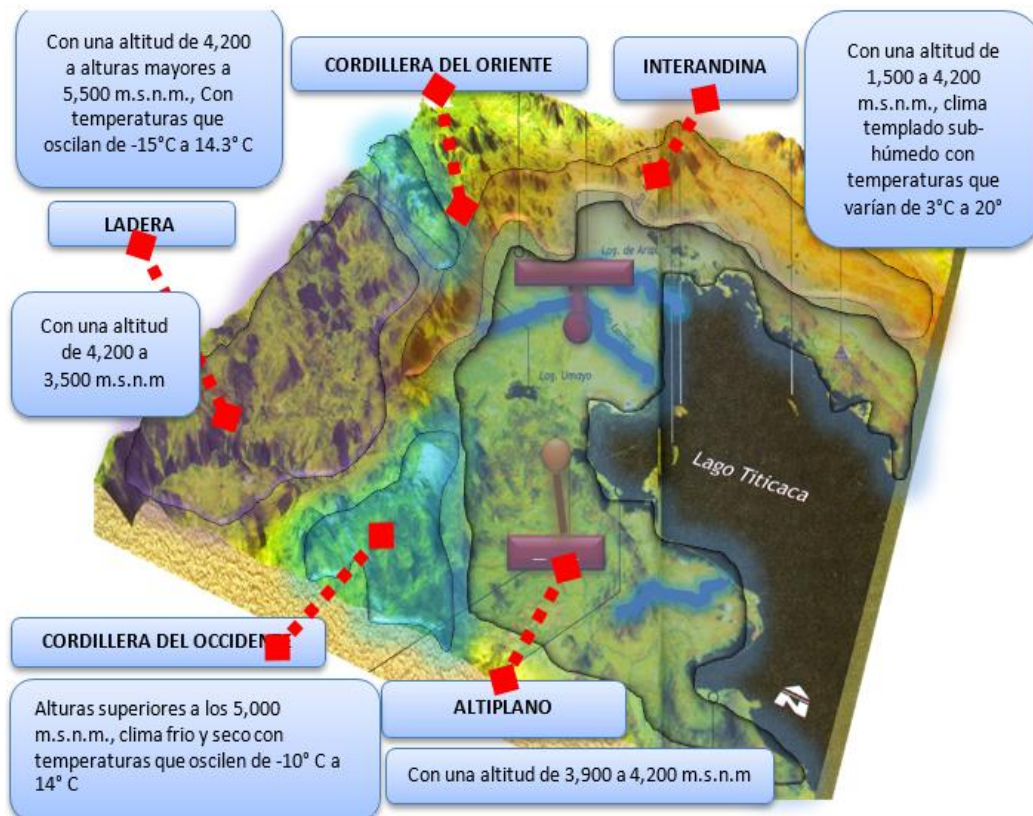 Con una altitud de 4,200
a alturas mayores a
5,500 m.s.n.m., Con
temperaturas que
oscilan de -15°C a 14.3° C
CORDILLERA DEL ORIENTE
INTERANDINA
Con una altitud de
1,500 a 4,200
m.s.n.m., clima
templado sub-
húmedo con
temperaturas que
varían de 3°C a 20°
LADERA
Con una altitud
de 4,200 a
3,500 m.s.n.m
Lag. de
Lag. Umayo
Lago Titicaca
N
CORDILLERA DEL OCCIDENTE
Alturas superiores a los 5,000
m.s.n.m., clima frio y seco con
temperaturas que oscilen de -10° C a
14° C
ALTIPLANO
Con una altitud de 3,900 a 4,200 m.s.n.m